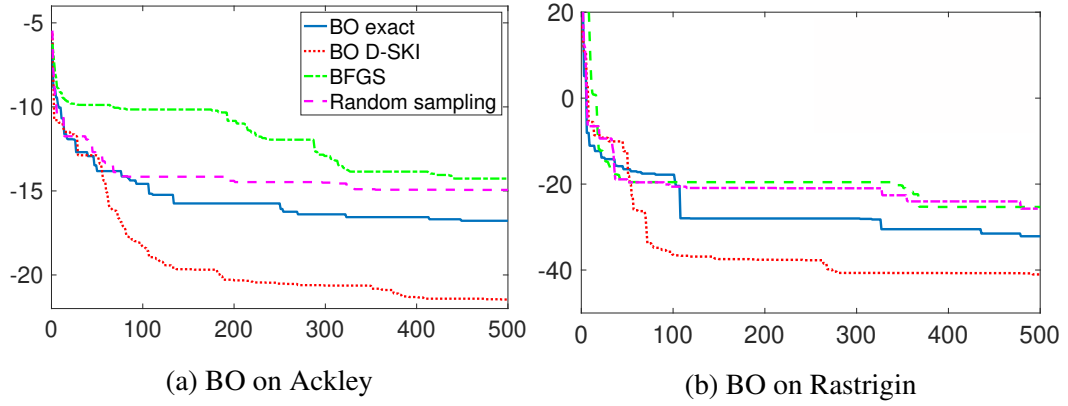 -5
-10
-15
-20
0 100 200 300 400 500
BO exact
BO D-SKI
BFGS
Random sampling
(a) BO on Ackley
20
0
-20
-40
0 100 200 300 400 500
(b) BO on Rastrigin